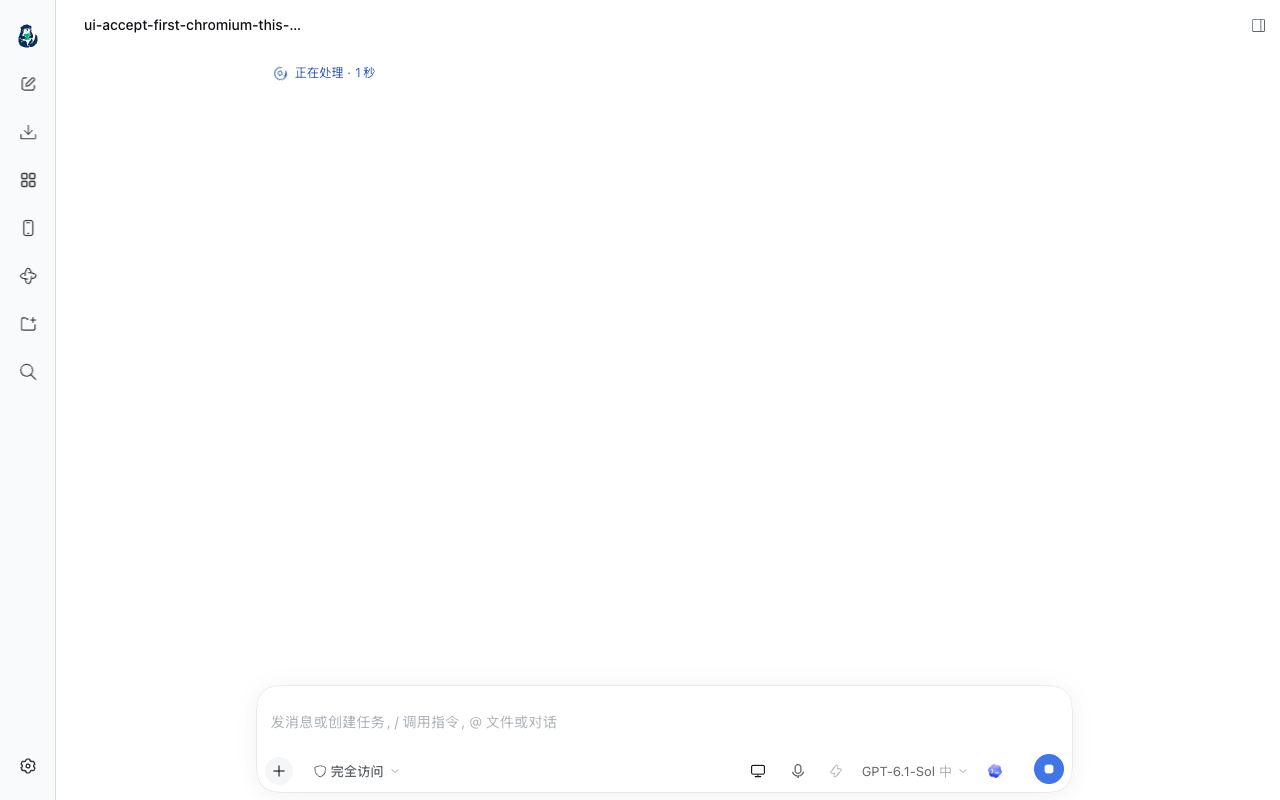 ui-accept-first-chromium-this-...
正在处理 · 1 秒
发消息或创建任务, / 调用指令, @ 文件或对话
完全访问
GPT-6.1-Sol 中